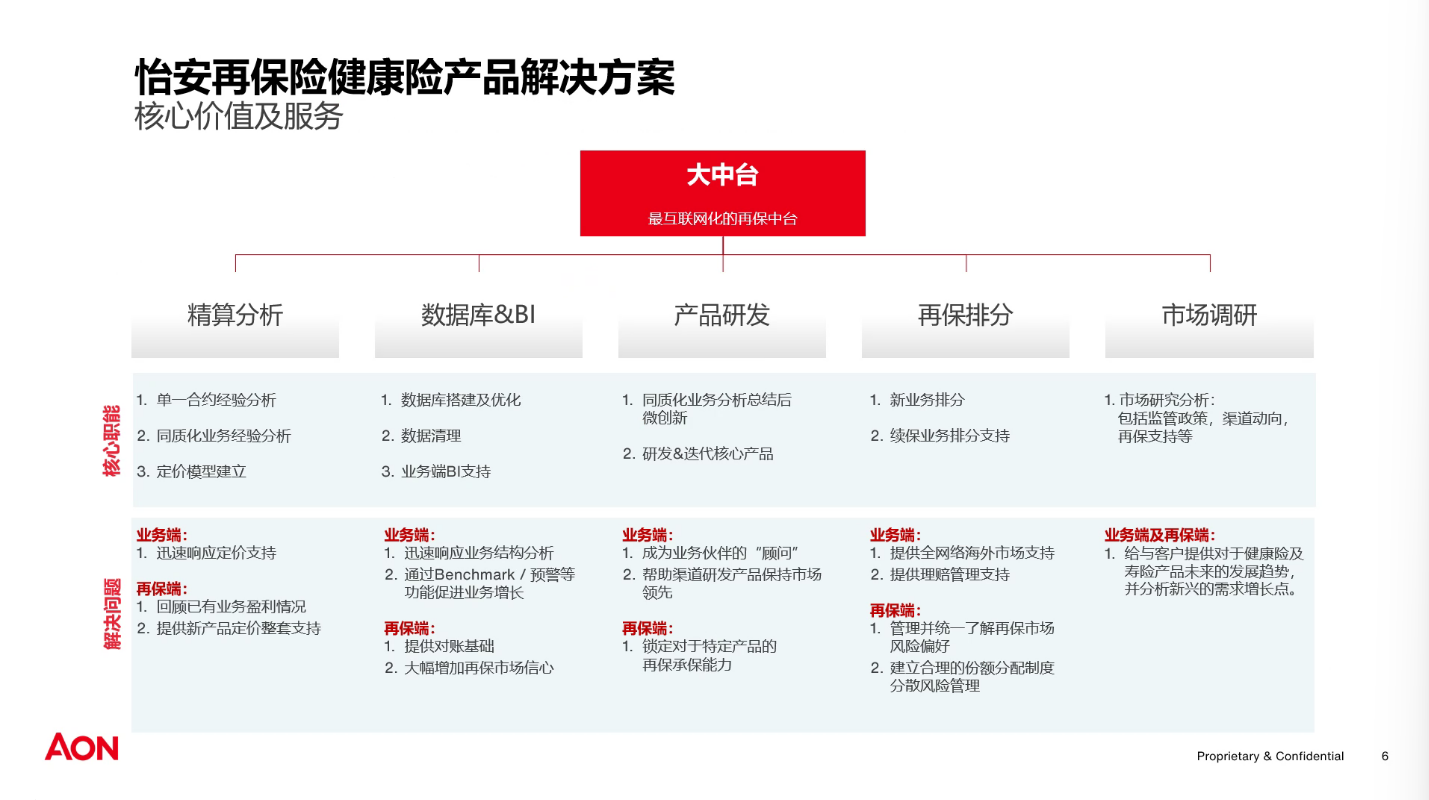 怡安再保险健康险产品解决方案
核心价值及服务
大中台
最互联网化的再保中台
精算分析
数据库&BI
产品研发
再保排分
市场调研
核心职能
1. 单一合约经验分析
2. 同质化业务经验分析
3. 定价模型建立
1. 数据库搭建及优化
2. 数据清理
3. 业务端BI支持
1. 同质化业务分析总结后
微创新
2. 研发&迭代核心产品
1. 新业务排分
2. 续保业务排分支持
1. 市场研究分析：
包括监管政策，渠道动向，
再保支持等
解决问题
业务端：
1. 迅速响应定价支持
再保端：
1. 回顾已有业务盈利情况
2. 提供新产品定价整套支持
业务端：
1. 迅速响应业务结构分析
2. 通过Benchmark / 预警等
功能促进业务增长
再保端：
1. 提供对账基础
2. 大幅增加再保市场信心
业务端：
1. 成为业务伙伴的“顾问”
2. 帮助渠道研发产品保持市场
领先
再保端：
1. 锁定对于特定产品的
再保承保能力
业务端：
1. 提供全网络海外市场支持
2. 提供理赔管理支持
再保端：
1. 管理并统一了解再保市场
风险偏好
2. 建立合理的份额分配制度
分散风险管理
业务端及再保端：
1. 给与客户提供对于健康险及
寿险产品未来的发展趋势，
并分析新兴的需求增长点。
AON
Proprietary & Confidential
6